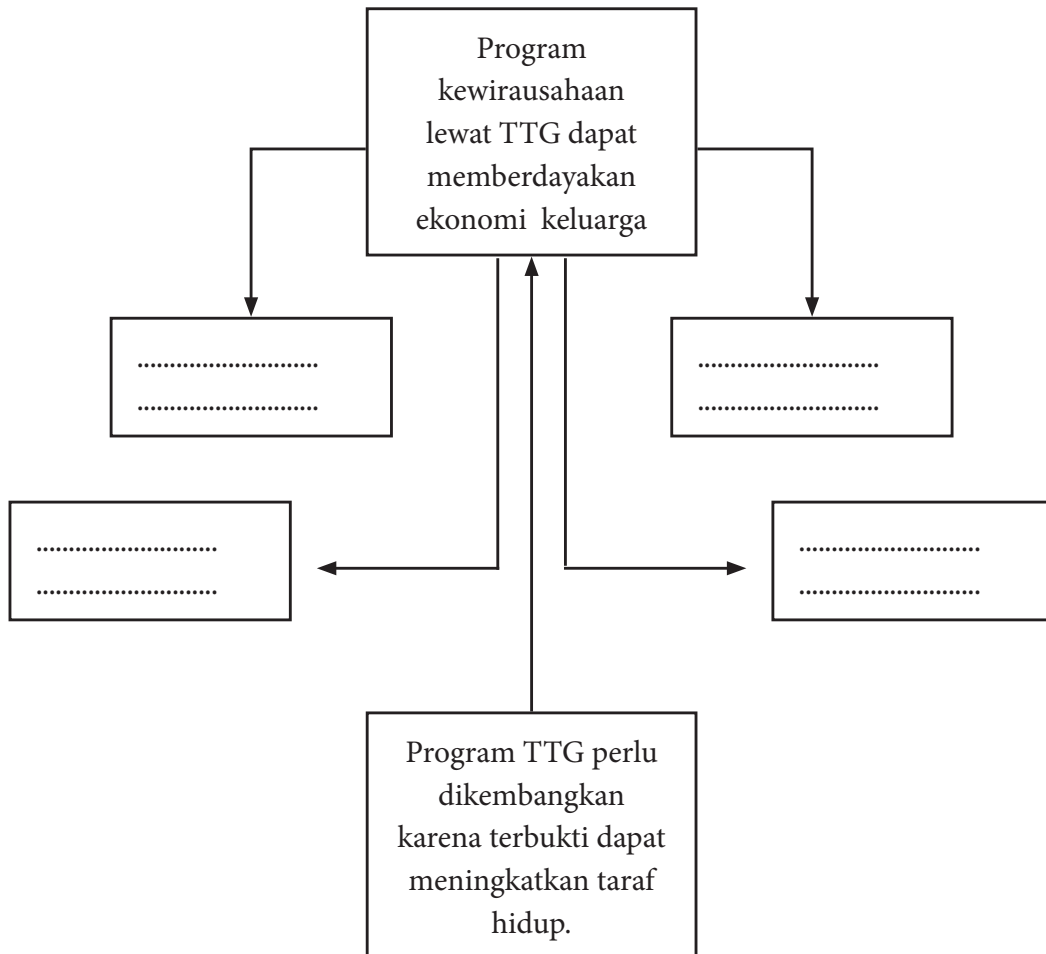 Program
kewirausahaan
lewat TTG dapat
memberdayakan
ekonomi keluarga
............................
............................
............................
............................
............................
............................
............................
............................
Program TTG perlu
dikembangkan
karena terbukti dapat
meningkatkan taraf
hidup.